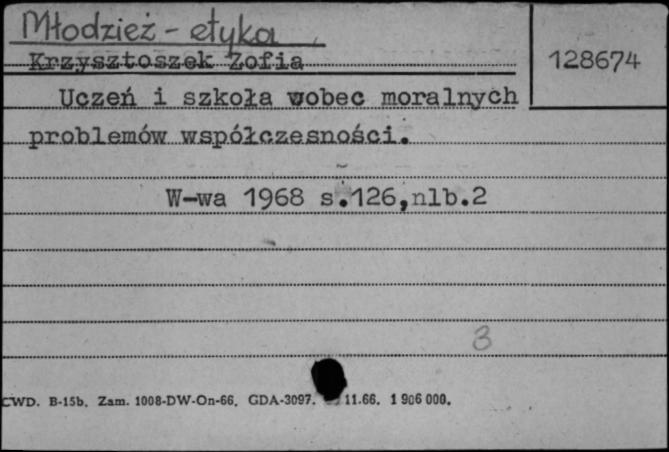 Młodzież - etyka
Krzysztoszek Zofia
128674
Uczeń i szkoła wobec moralnych
problemów współczesności.
W-wa 1968 s.126,nlb.2
3
CWD. B-15b. Zam. 1008-DW-On-66. GDA-3097. 11.66. 1 906 000.